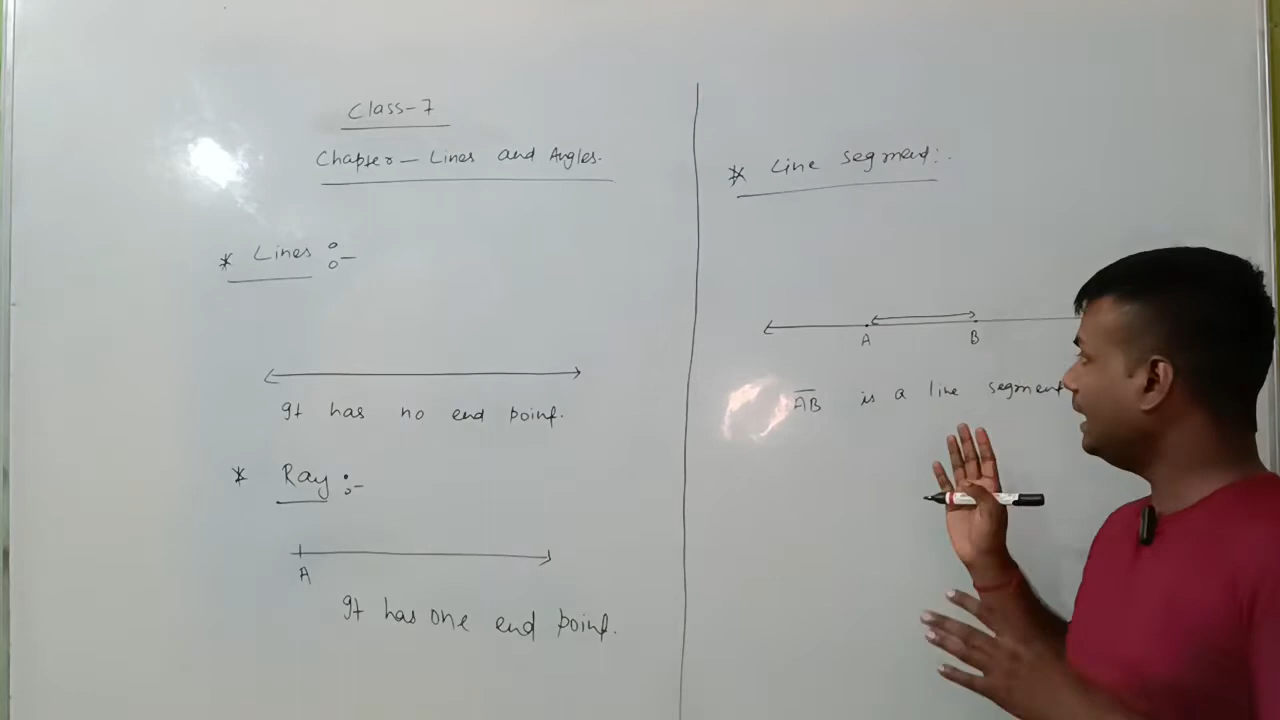 Class-7
Chapter - Lines and Angles.
* Lines :-
It has no end point.
* Ray :-
A
It has one end point.
* Line segment:.
A B
A̅B̅ is a line segment